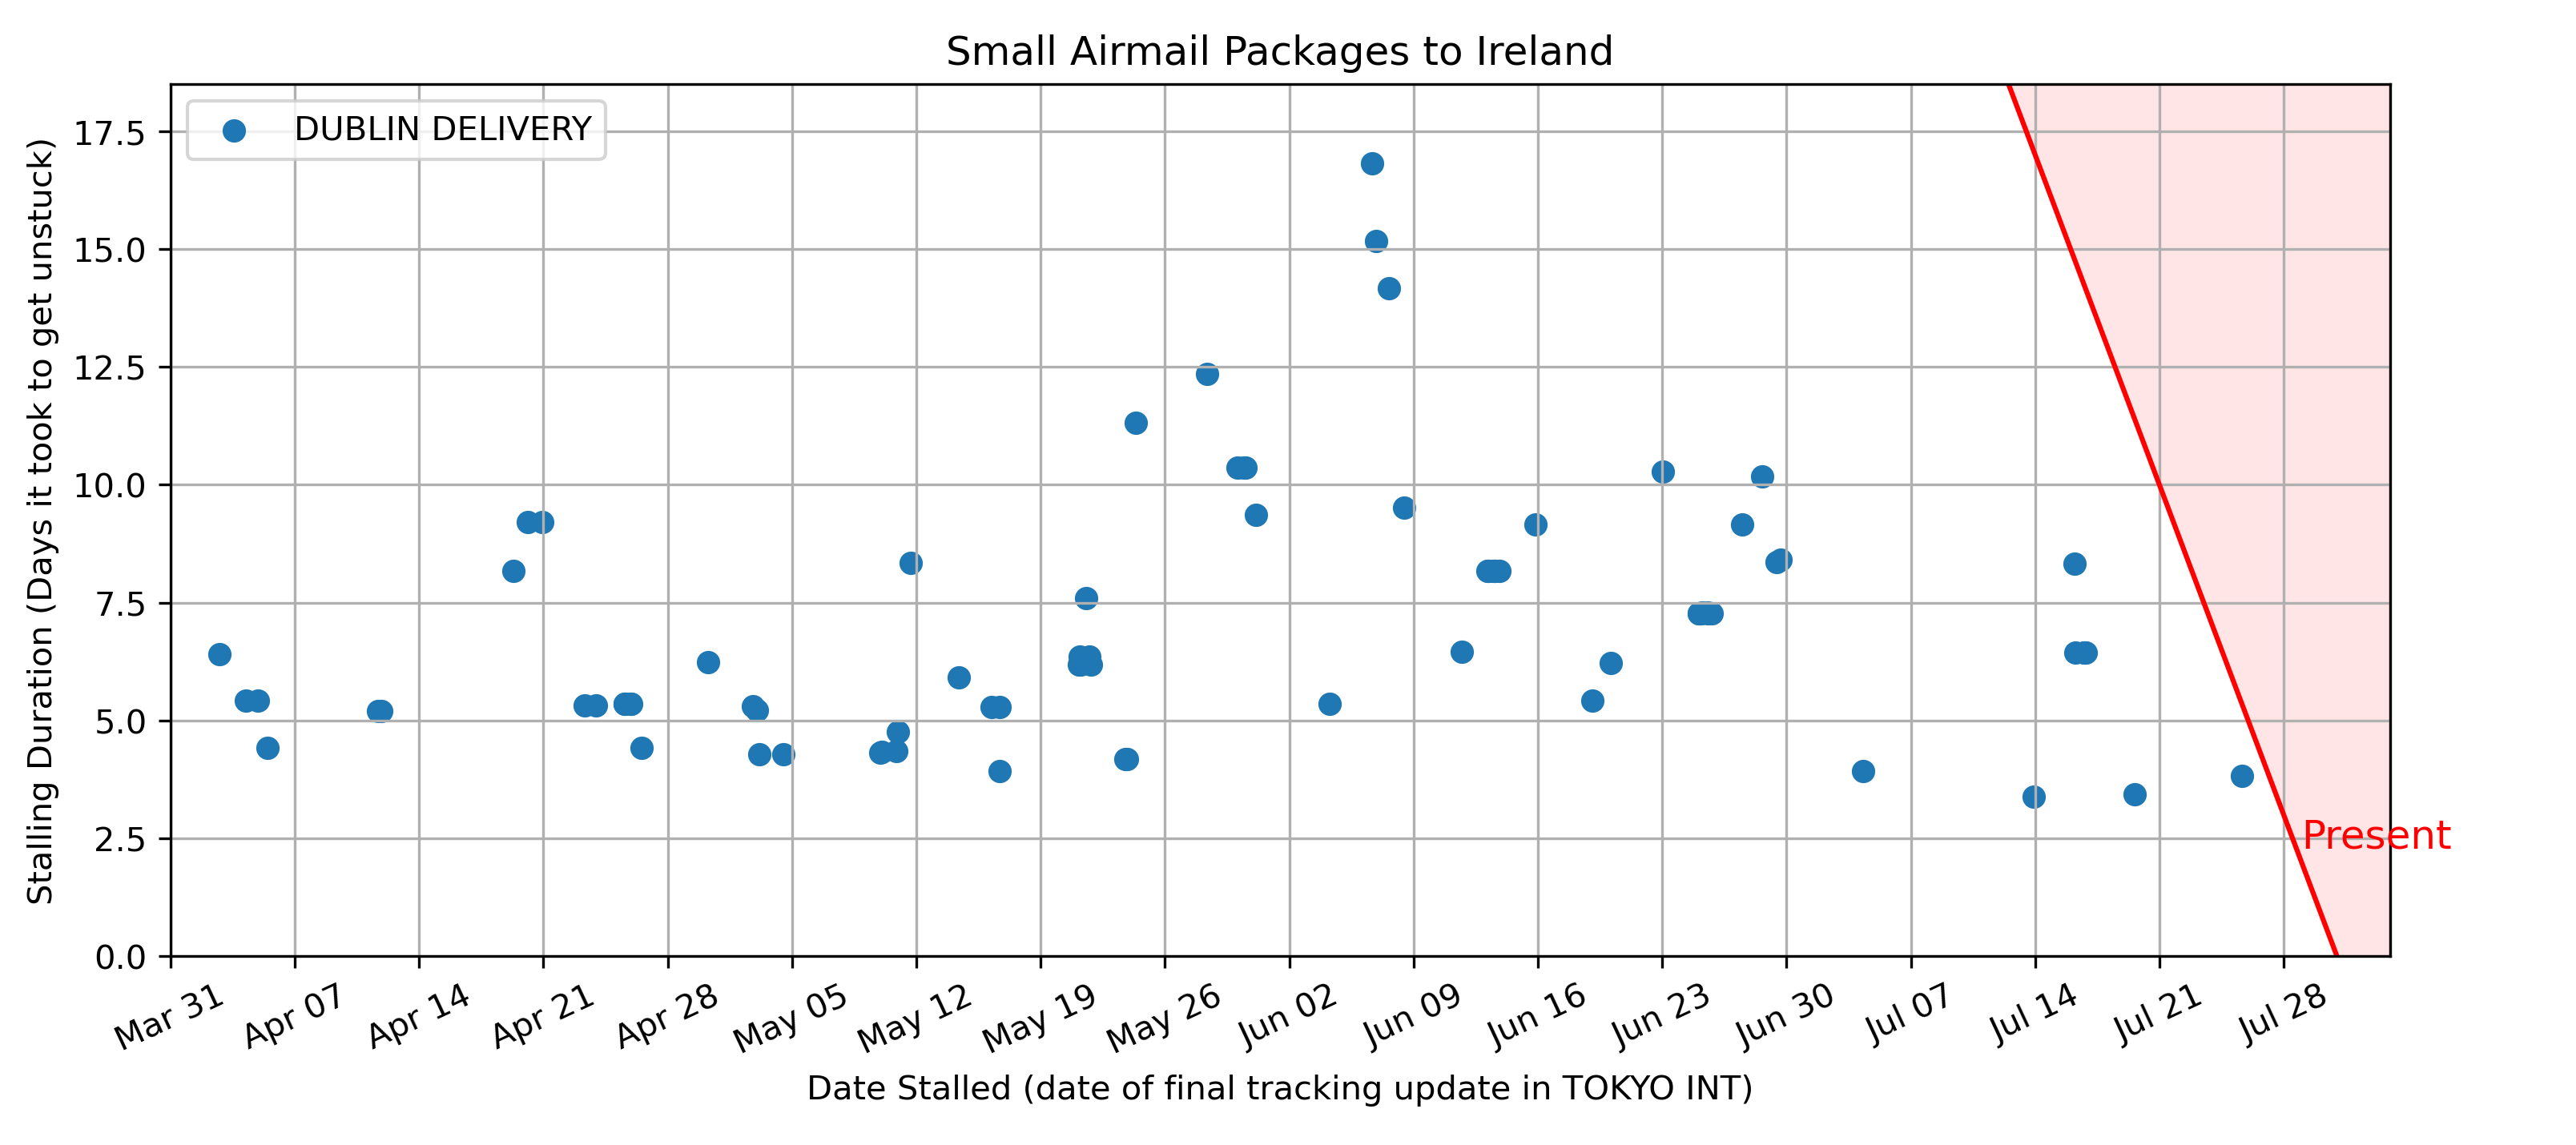 Small Airmail Packages to Ireland
DUBLIN DELIVERY
Stalling Duration (Days it took to get unstuck)
17.5
15.0
12.5
10.0
7.5
5.0
2.5
0.0
Present
Mar 31
Apr 07
Apr 14
Apr 21
Apr 28
May 05
May 12
May 19
May 26
Jun 02
Jun 09
Jun 16
Jun 23
Jun 30
Jul 07
Jul 14
Jul 21
Jul 28
Date Stalled (date of final tracking update in TOKYO INT)